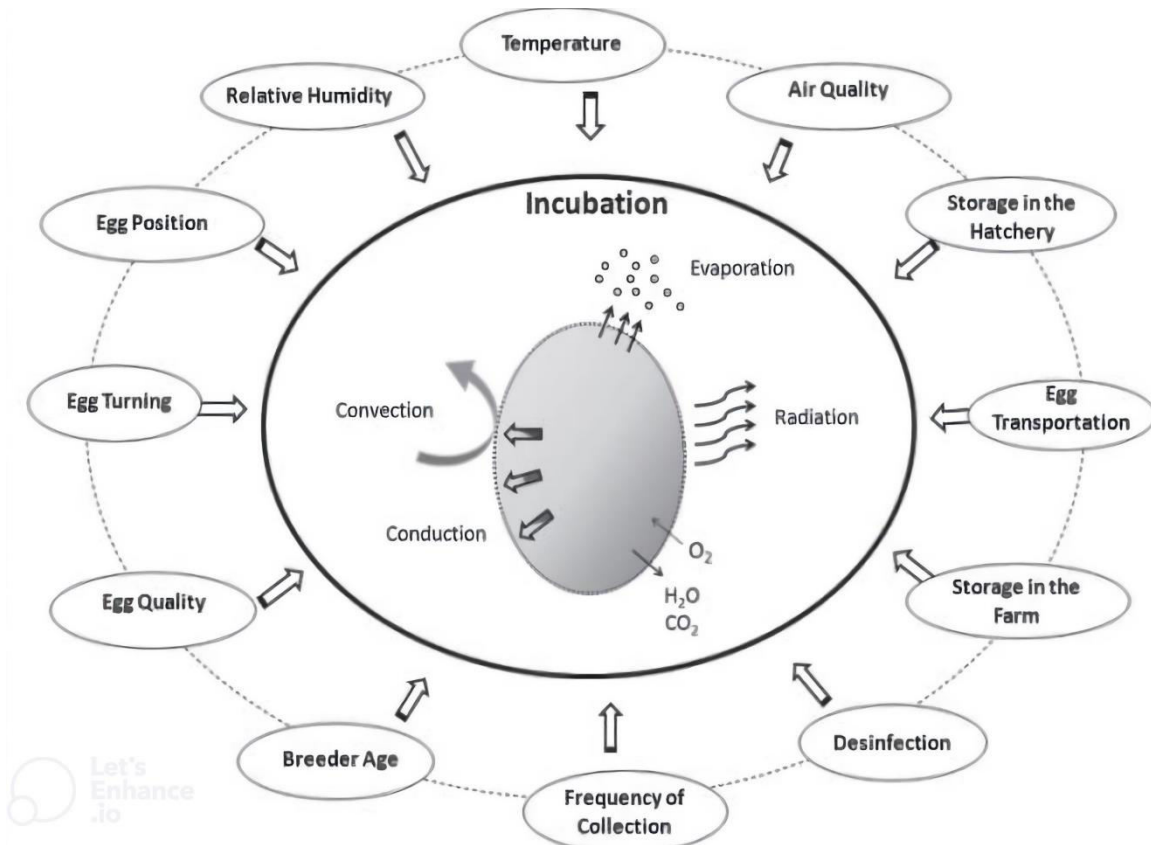 Temperature
Relative Humidity
Air Quality
Egg Position
Storage in the
Hatchery
Incubation
Evaporation
Egg Turning
Convection
Radiation
Egg
Transportation
Conduction
O₂
H₂O
CO₂
Egg Quality
Storage in the
Farm
Breeder Age
Desinfection
Frequency of
Collection
Let's
Enhance
.io